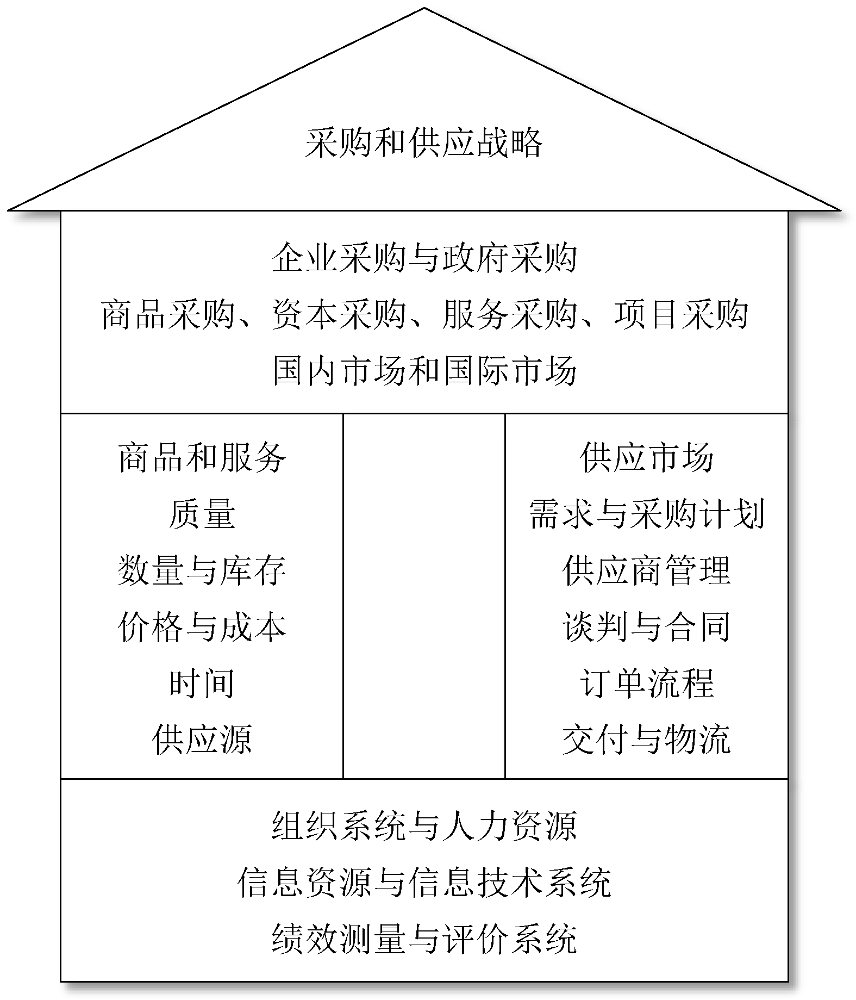 采购和供应战略
企业采购与政府采购
商品采购、资本采购、服务采购、项目采购
国内市场和国际市场
商品和服务
质量
数量与库存
价格与成本
时间
供应源
供应市场
需求与采购计划
供应商管理
谈判与合同
订单流程
交付与物流
组织系统与人力资源
信息资源与信息技术系统
绩效测量与评价系统